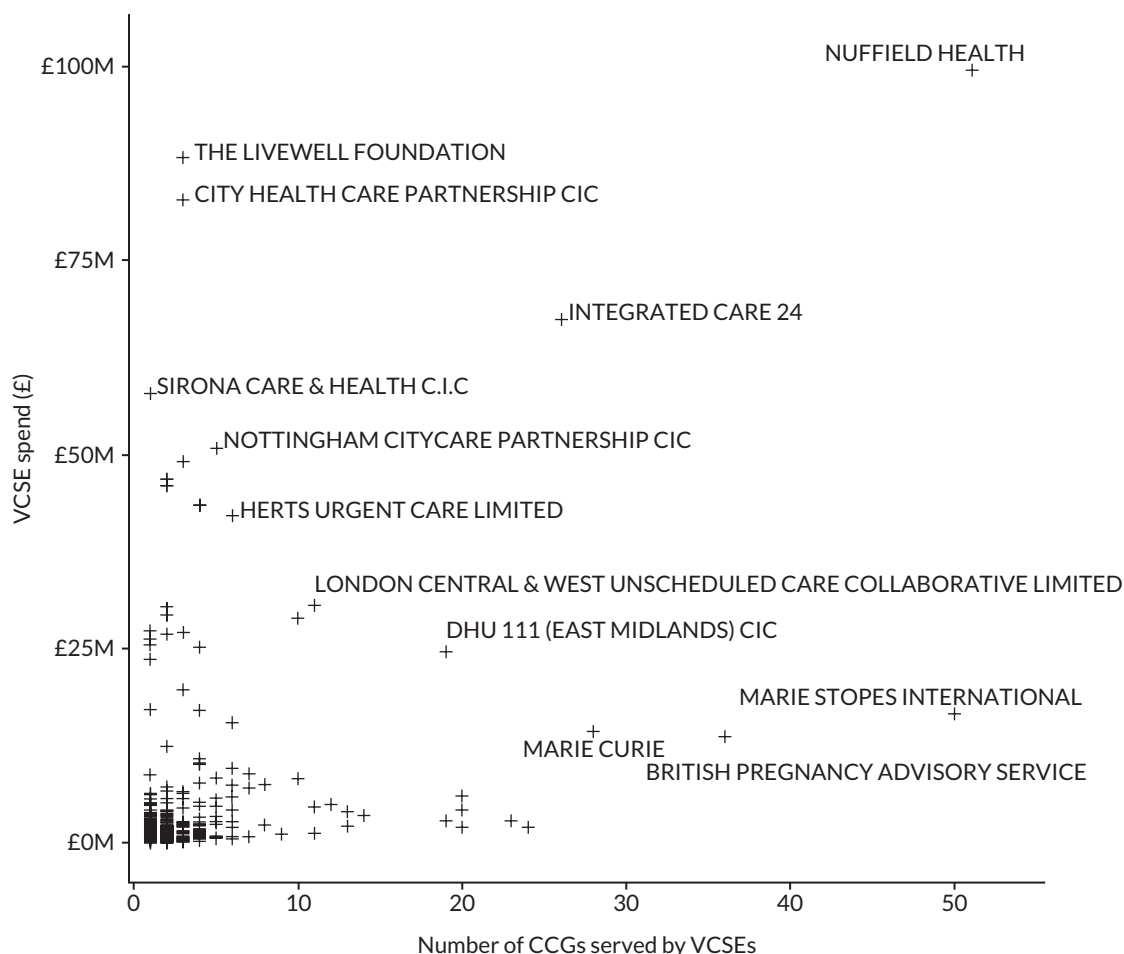 NUFFIELD HEALTH
£100M
THE LIVEWELL FOUNDATION
CITY HEALTH CARE PARTNERSHIP CIC
£75M
INTEGRATED CARE 24
SIRONA CARE & HEALTH C.I.C
NOTTINGHAM CITYCARE PARTNERSHIP CIC
£50M
VCSE spend (£)
HERTS URGENT CARE LIMITED
LONDON CENTRAL & WEST UNSCHEDULED CARE COLLABORATIVE LIMITED
DHU 111 (EAST MIDLANDS) CIC
£25M
MARIE STOPES INTERNATIONAL
MARIE CURIE
BRITISH PREGNANCY ADVISORY SERVICE
£0M
0 10 20 30 40 50
Number of CCGs served by VCSEs